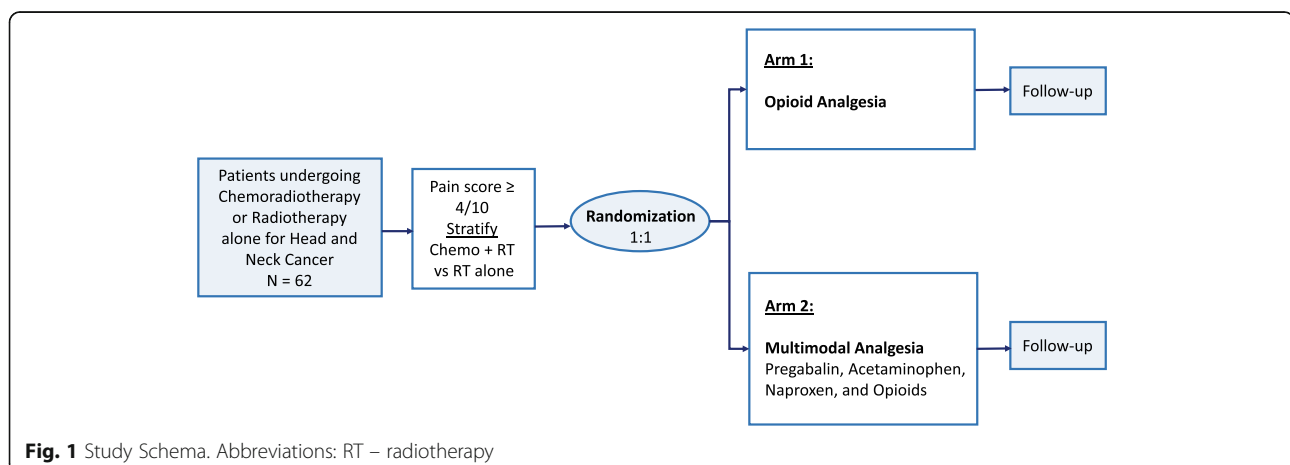 Patients undergoing
Chemoradiotherapy
or Radiotherapy
alone for Head and
Neck Cancer
N = 62
Pain score ≥
4/10
Stratify
Chemo + RT
vs RT alone
Randomization
1:1
Arm 1:
Opioid Analgesia
Follow-up
Arm 2:
Multimodal Analgesia
Pregabalin, Acetaminophen,
Naproxen, and Opioids
Follow-up
Fig. 1 Study Schema. Abbreviations: RT – radiotherapy